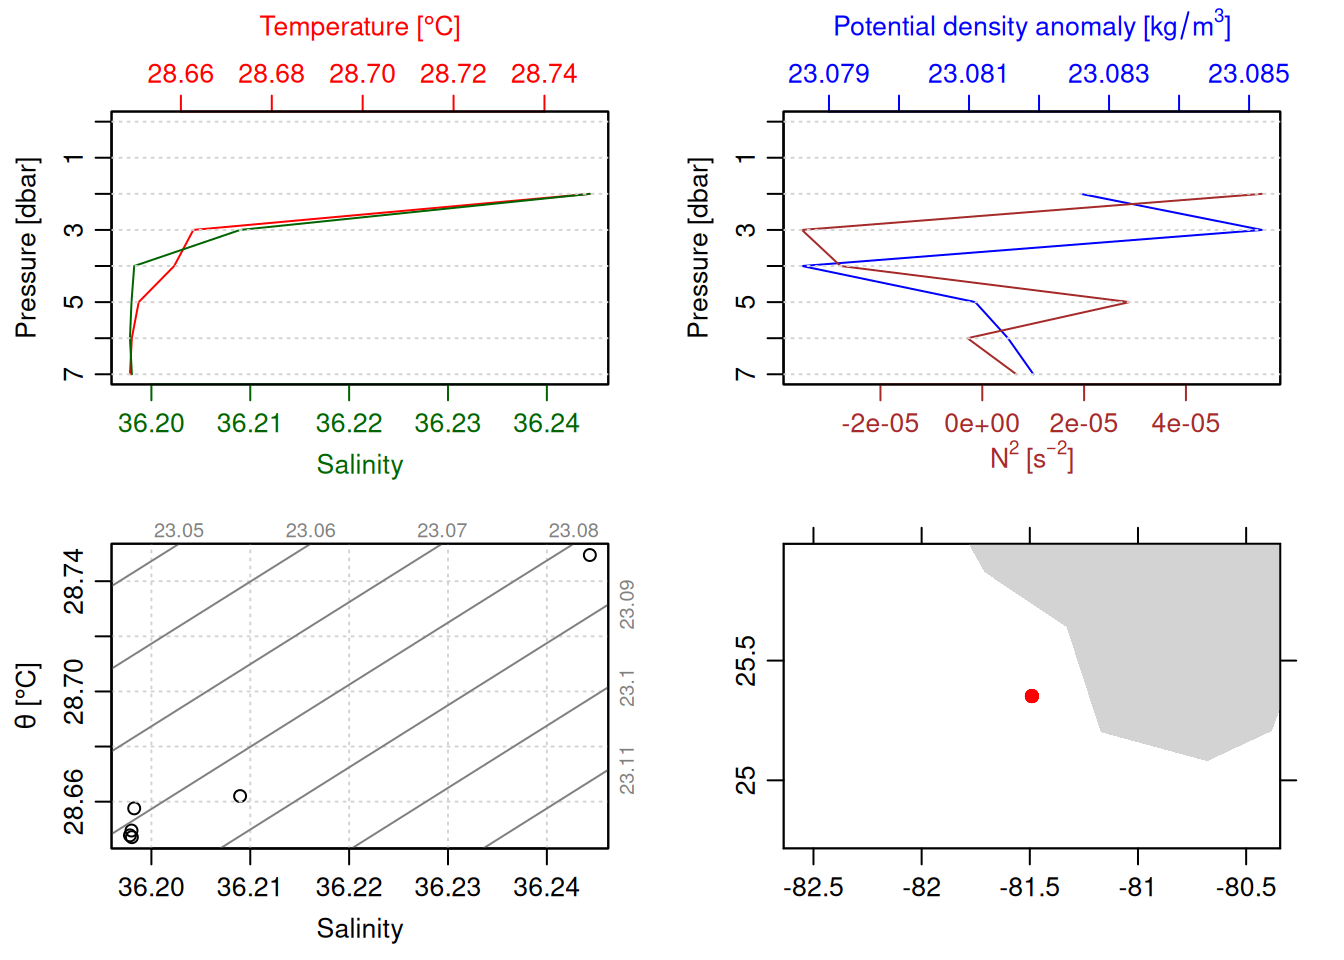 Temperature [°C]
28.66 28.68 28.70 28.72 28.74
Pressure [dbar]
1
3
5
7
36.20 36.21 36.22 36.23 36.24
Salinity
Potential density anomaly [kg/m³]
23.079 23.081 23.083 23.085
Pressure [dbar]
1
3
5
7
-2e-05 0e+00 2e-05 4e-05
N² [s⁻²]
23.05 23.06 23.07 23.08
23.09
23.1
23.11
θ [°C]
28.74
28.70
28.66
36.20 36.21 36.22 36.23 36.24
Salinity
25.5
25
-82.5 -82 -81.5 -81 -80.5